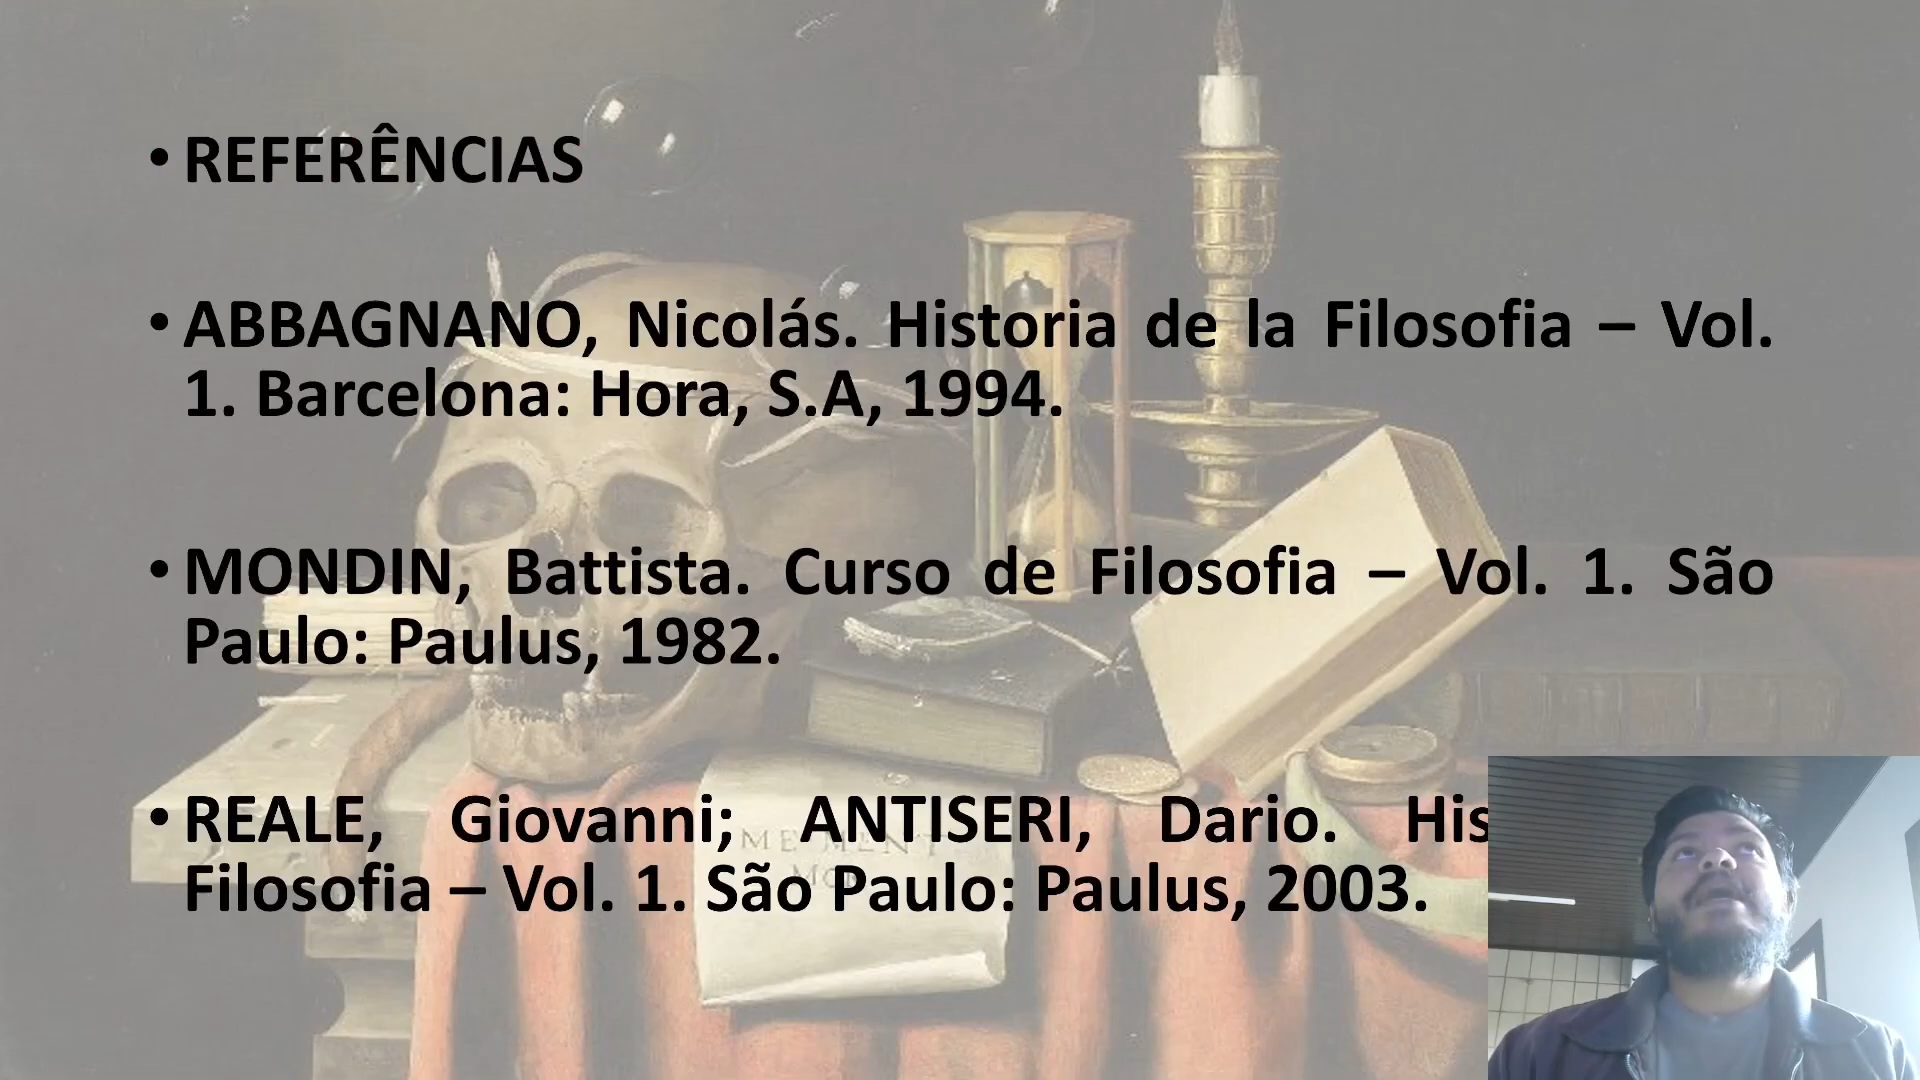 • REFERÊNCIAS
• ABBAGNANO, Nicolás. Historia de la Filosofia – Vol.
1. Barcelona: Hora, S.A, 1994.
• MONDIN, Battista. Curso de Filosofia – Vol. 1. São
Paulo: Paulus, 1982.
• REALE, Giovanni; ANTISERI, Dario. His
Filosofia – Vol. 1. São Paulo: Paulus, 2003.